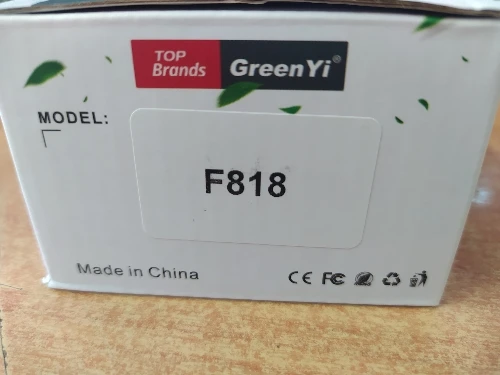 TOP
Brands
GreenYi®
MODEL:
F818
Made in China
CE FC